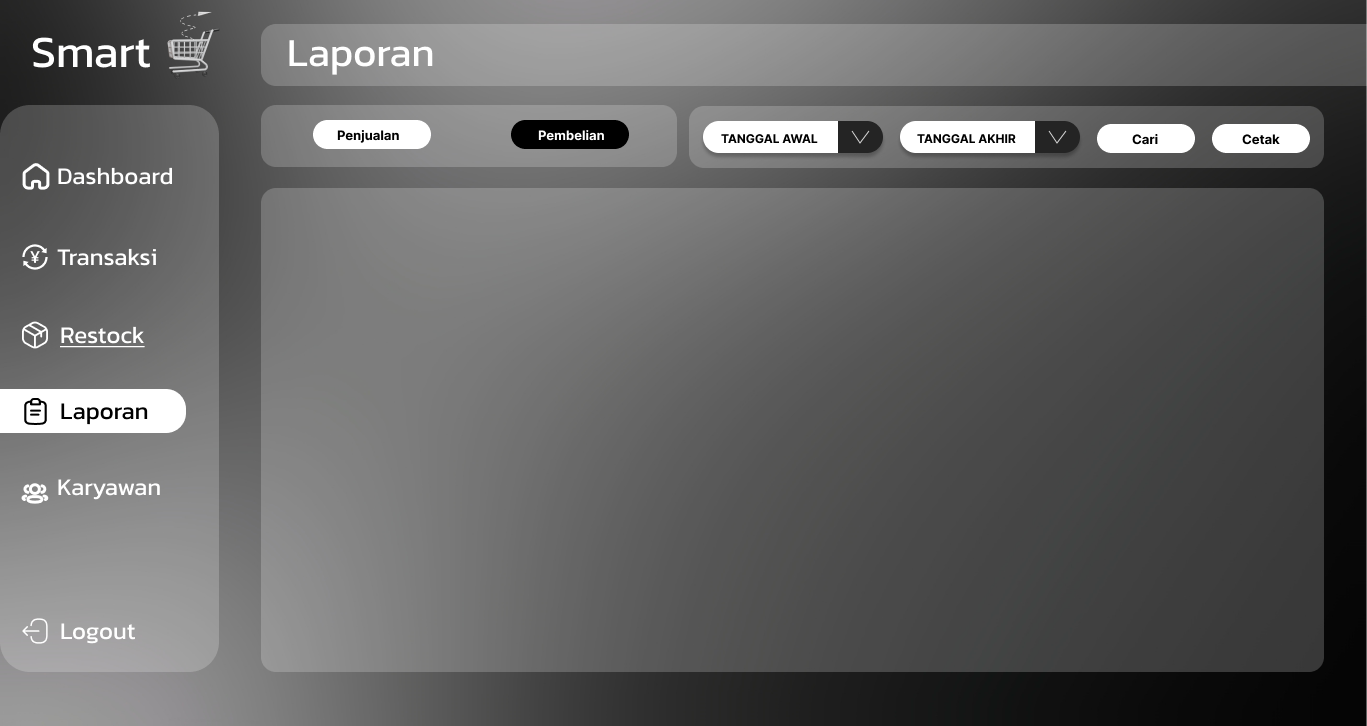 Smart
Laporan
Penjualan
Pembelian
TANGGAL AWAL
TANGGAL AKHIR
Cari
Cetak
Dashboard
¥ Transaksi
Restock
Laporan
Karyawan
Logout